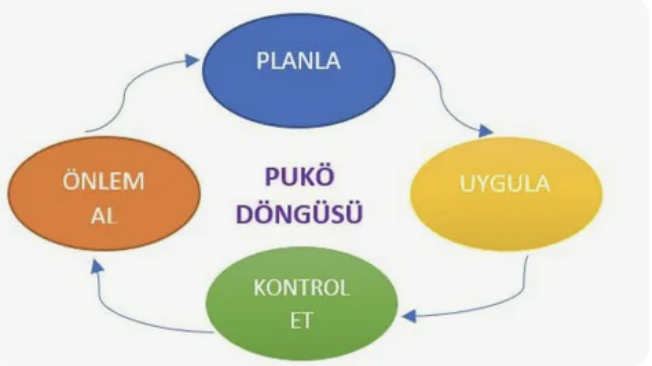 PLANLA
UYGULA
KONTROL
ET
ÖNLEM
AL
PUKÖ
DÖNGÜSÜ